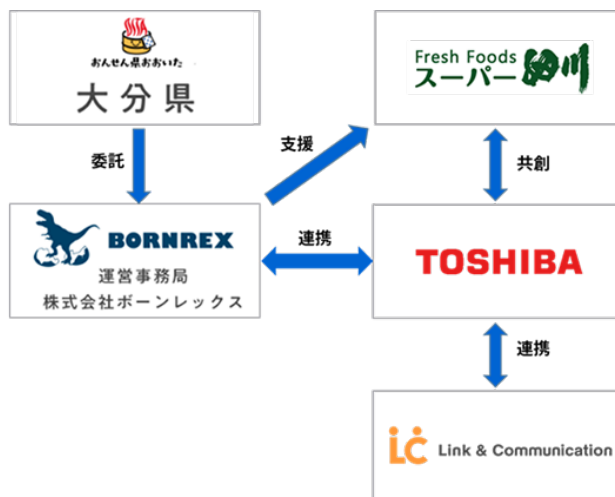 OITA
おんせん県おおいた
大分県
Fresh Foods
スーパー細川
委託
支援
共創
BORNREX
運営事務局
株式会社ボーンレックス
連携
TOSHIBA
連携
Link & Communication